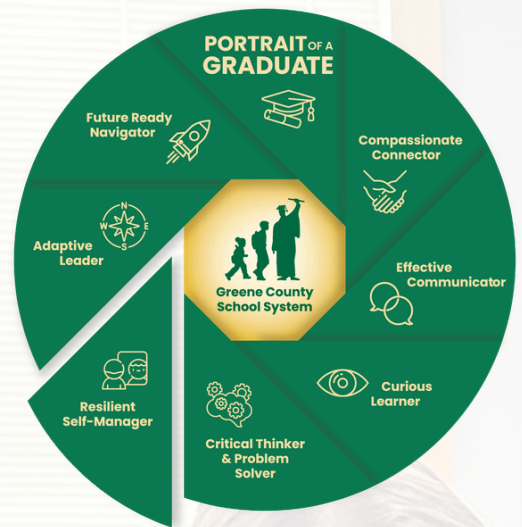 PORTRAIT OF A
GRADUATE
Future Ready
Navigator
Compassionate
Connector
N
W E
S
Adaptive
Leader
Effective
Communicator
Greene County
School System
Resilient
Self-Manager
Curious
Learner
Critical Thinker
& Problem
Solver